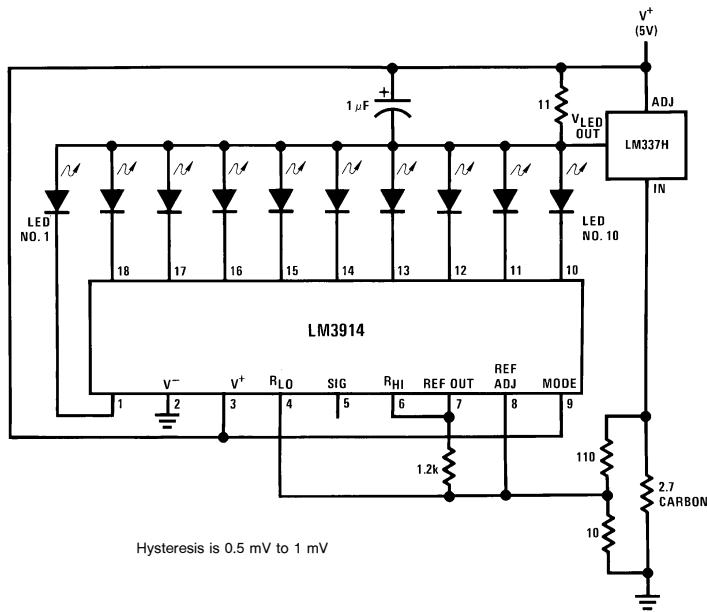 V⁺
(5V)
ADJ
11
V LED OUT
LM337H
IN
1 µF
+
LED
NO. 1
LED
NO. 10
18
17
16
15
14
13
12
11
10
LM3914
V⁻
V⁺
RLO
SIG
RHI
REF OUT
REF
ADJ
MODE
1
2
3
4
5
6
7
8
9
1.2k
110
2.7
CARBON
10
Hysteresis is 0.5 mV to 1 mV